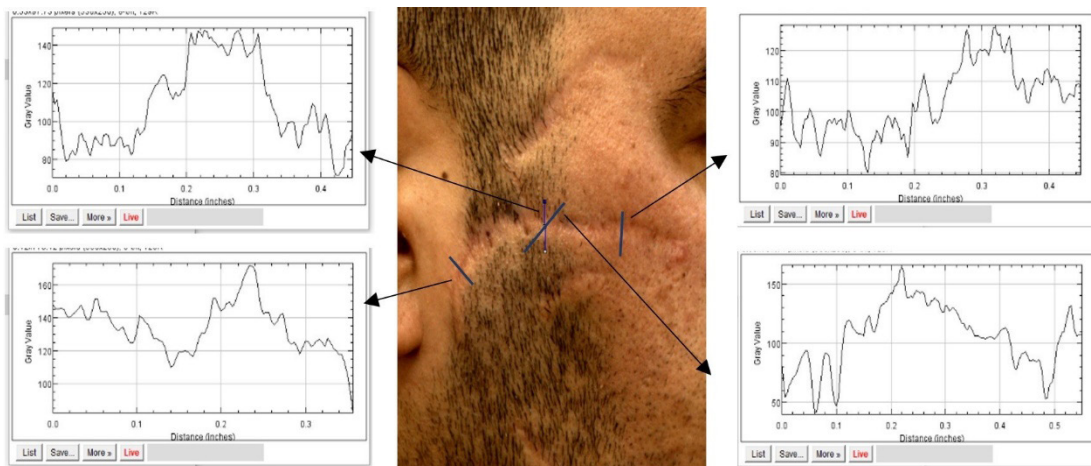 140
120
100
80
Gray Value
0.0 0.1 0.2 0.3 0.4
Distance (inches)
List Save... More » Live
120
110
100
90
80
Gray Value
0.0 0.1 0.2 0.3 0.4
Distance (inches)
List Save... More » Live
160
140
120
100
Gray Value
0.0 0.1 0.2 0.3
Distance (inches)
List Save... More » Live
150
100
50
Gray Value
0.0 0.1 0.2 0.3 0.4 0.5
Distance (inches)
List Save... More » Live